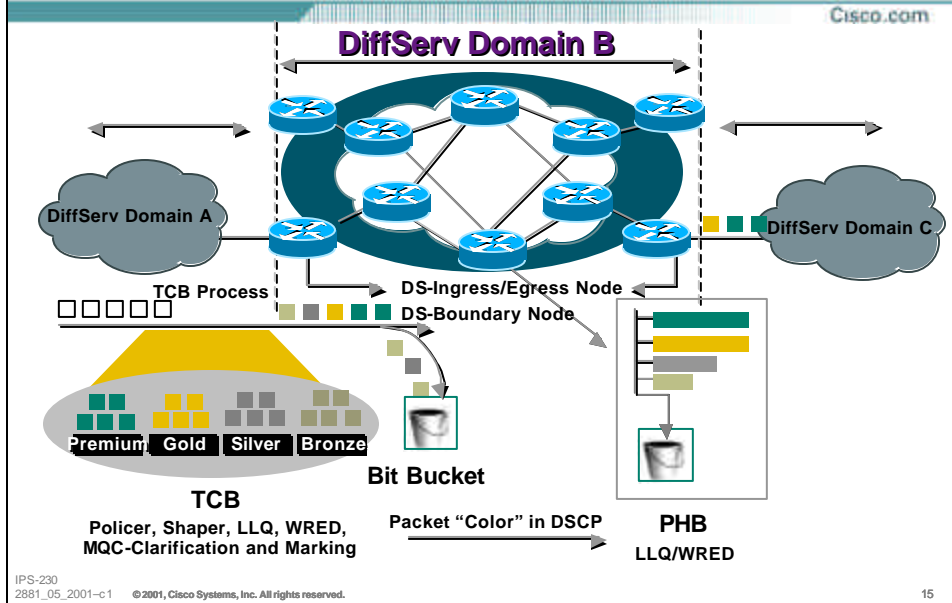 Cisco.com
DiffServ Domain B
DiffServ Domain A
DiffServ Domain C
TCB Process
DS-Ingress/Egress Node
DS-Boundary Node
Premium
Gold
Silver
Bronze
Bit Bucket
TCB
Policer, Shaper, LLQ, WRED,
MQC-Clarification and Marking
Packet “Color” in DSCP
PHB
LLQ/WRED
IPS-230
2881_05_2001-c1
© 2001, Cisco Systems, Inc. All rights reserved.
15